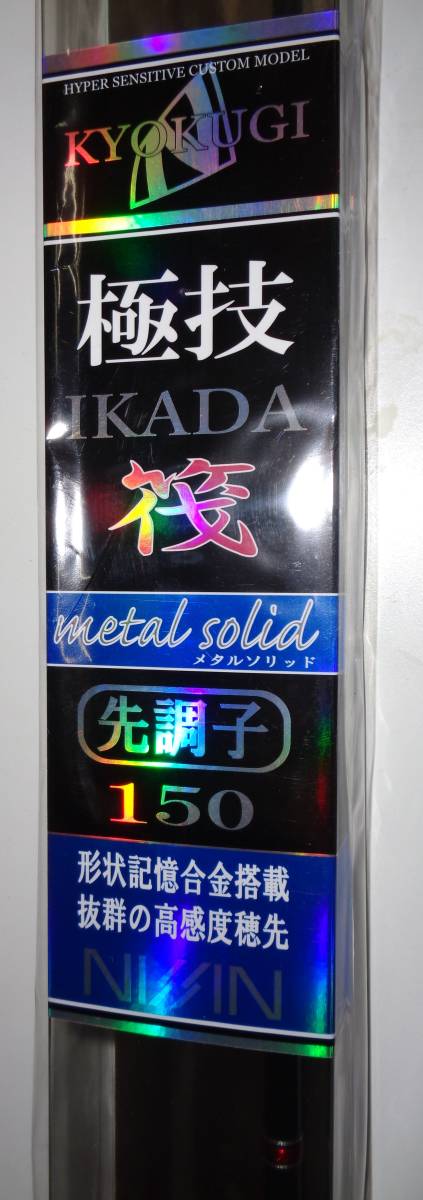 HYPER SENSITIVE CUSTOM MODEL
KYOKUGI
極技
IKADA
筏
metal solid
メタルソリッド
先調子
150
形状記憶合金搭載
抜群の高感度穂先
NISSIN